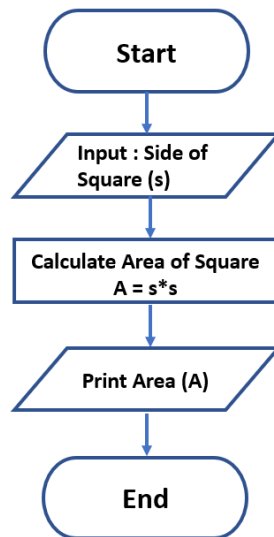 Start
Input : Side of
Square (s)
Calculate Area of Square
A = s*s
Print Area (A)
End